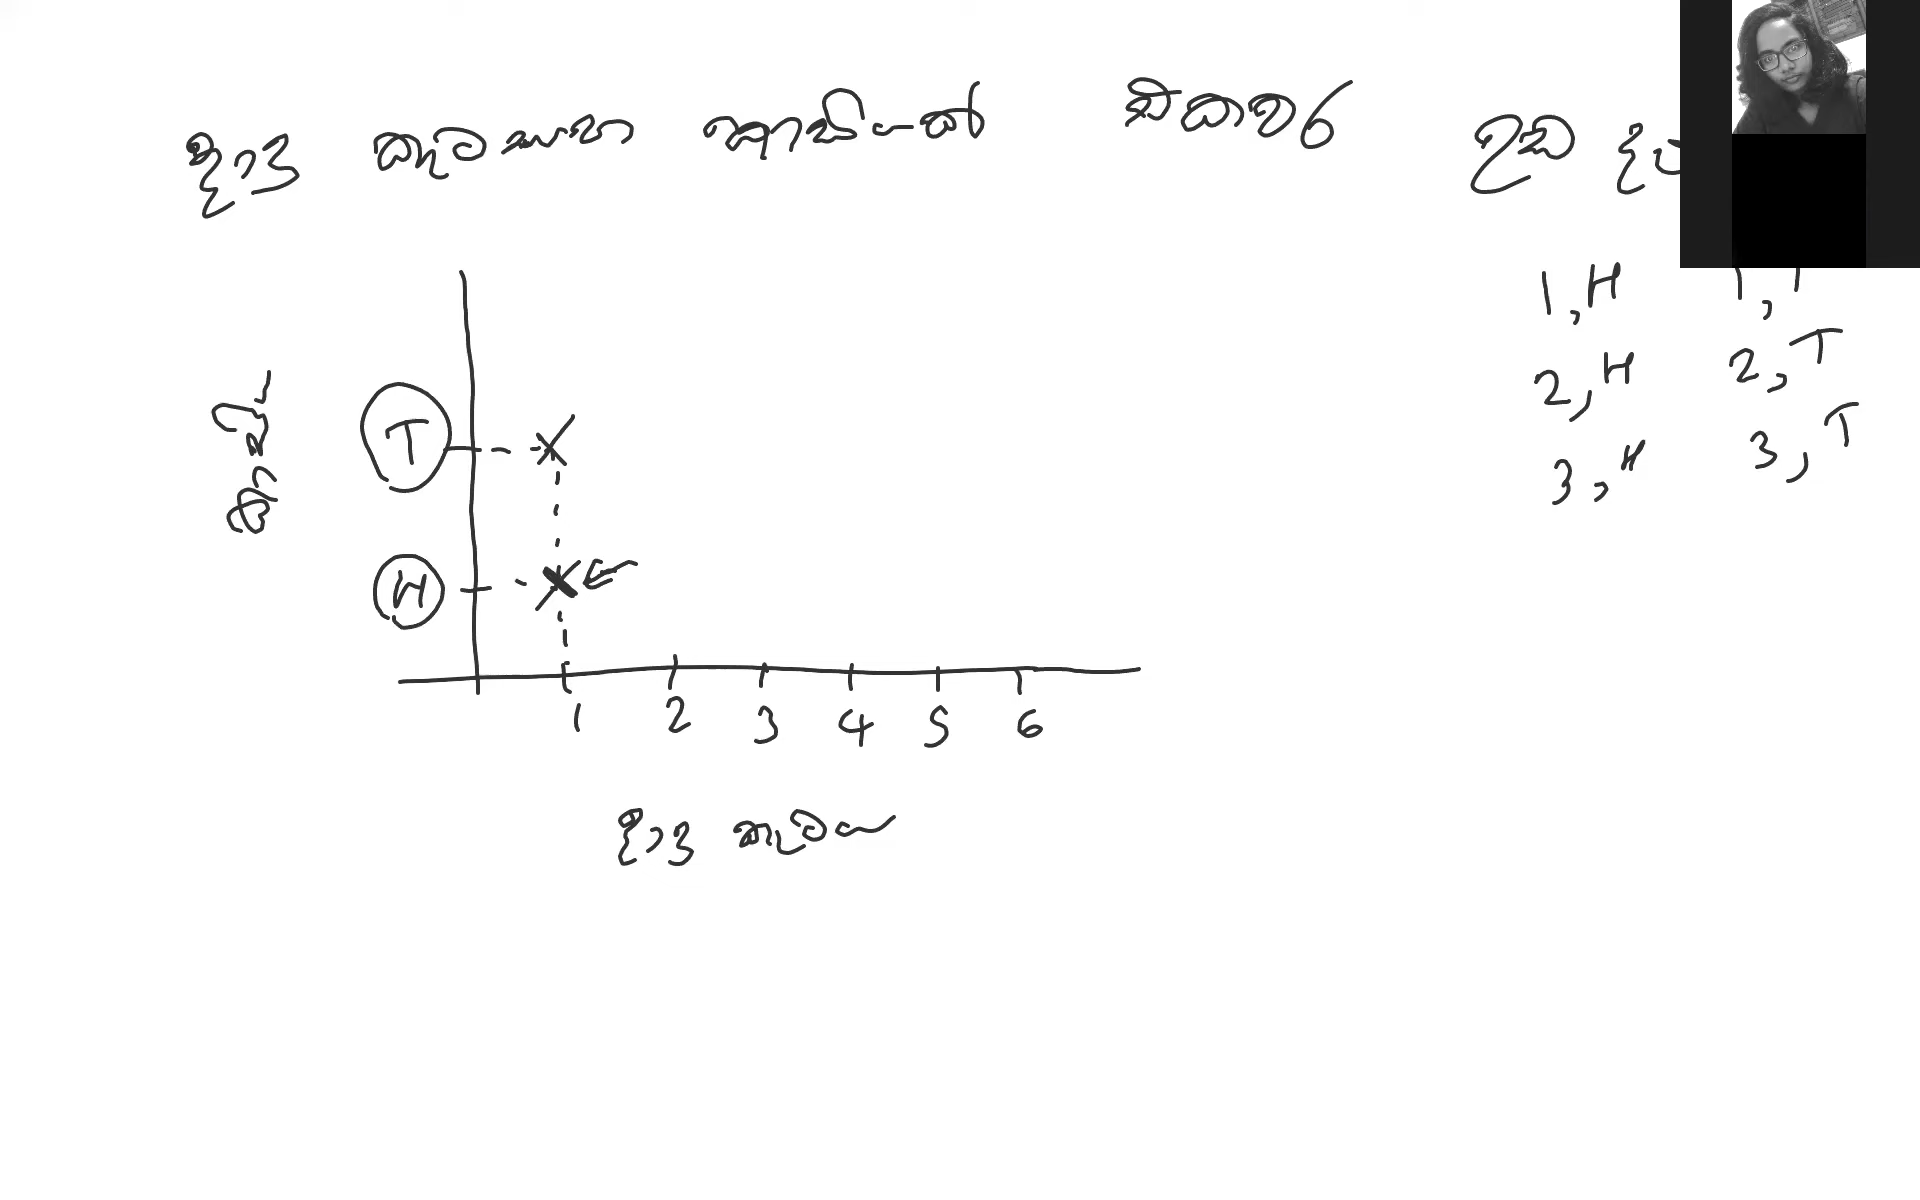 දාදු කැටයකා කාසියක් එකවර උඩ
1,H
2,H 2,T
3,H 3,T
කාසිය
T
H
1 2 3 4 5 6
දාදු කැටය